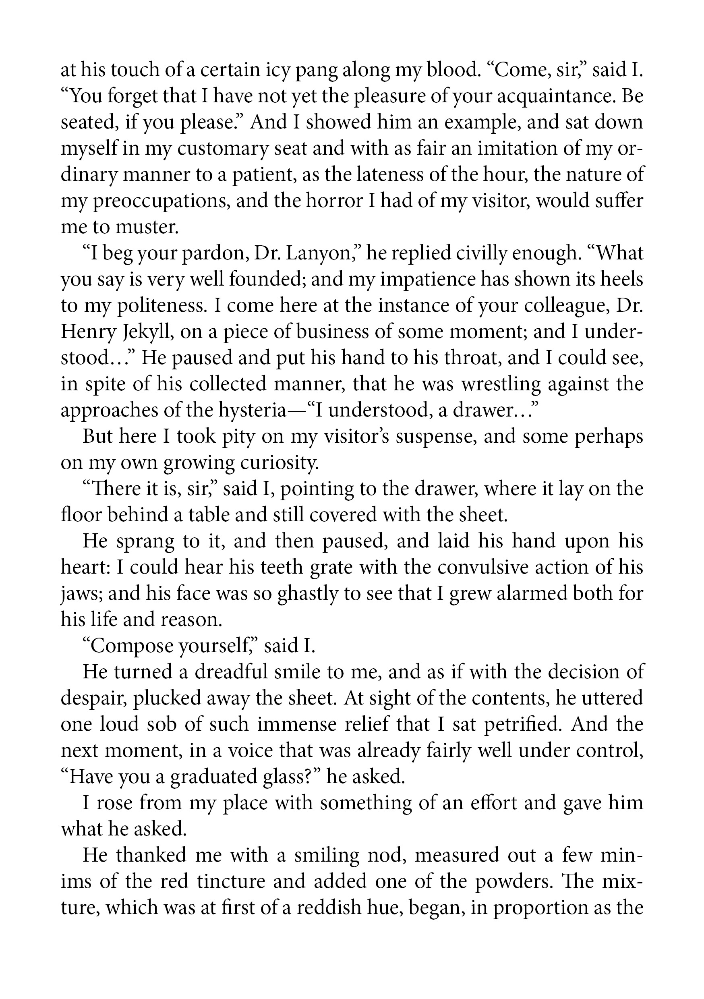 at his touch of a certain icy pang along my blood. “Come, sir,” said I.
“You forget that I have not yet the pleasure of your acquaintance. Be
seated, if you please.” And I showed him an example, and sat down
myself in my customary seat and with as fair an imitation of my or-
dinary manner to a patient, as the lateness of the hour, the nature of
my preoccupations, and the horror I had of my visitor, would suffer
me to muster.
“I beg your pardon, Dr. Lanyon,” he replied civilly enough. “What
you say is very well founded; and my impatience has shown its heels
to my politeness. I come here at the instance of your colleague, Dr.
Henry Jekyll, on a piece of business of some moment; and I under-
stood…” He paused and put his hand to his throat, and I could see,
in spite of his collected manner, that he was wrestling against the
approaches of the hysteria—“I understood, a drawer…”
But here I took pity on my visitor’s suspense, and some perhaps
on my own growing curiosity.
“There it is, sir,” said I, pointing to the drawer, where it lay on the
floor behind a table and still covered with the sheet.
He sprang to it, and then paused, and laid his hand upon his
heart: I could hear his teeth grate with the convulsive action of his
jaws; and his face was so ghastly to see that I grew alarmed both for
his life and reason.
“Compose yourself,” said I.
He turned a dreadful smile to me, and as if with the decision of
despair, plucked away the sheet. At sight of the contents, he uttered
one loud sob of such immense relief that I sat petrified. And the
next moment, in a voice that was already fairly well under control,
“Have you a graduated glass?” he asked.
I rose from my place with something of an effort and gave him
what he asked.
He thanked me with a smiling nod, measured out a few min-
ims of the red tincture and added one of the powders. The mix-
ture, which was at first of a reddish hue, began, in proportion as the